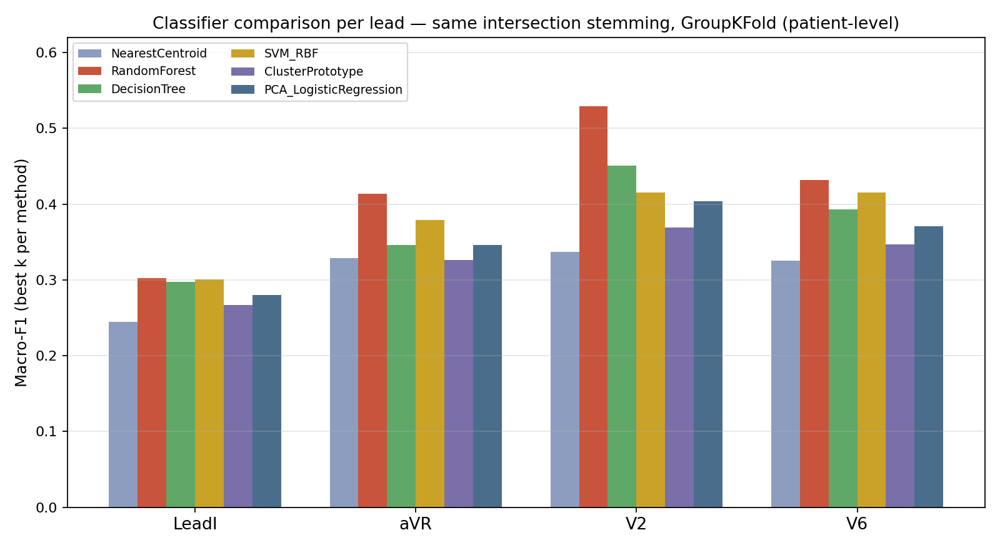 Classifier comparison per lead — same intersection stemming, GroupKFold (patient-level)
NearestCentroid
RandomForest
DecisionTree
SVM_RBF
ClusterPrototype
PCA_LogisticRegression
Macro-F1 (best k per method)
0.6
0.5
0.4
0.3
0.2
0.1
0.0
LeadI
aVR
V2
V6